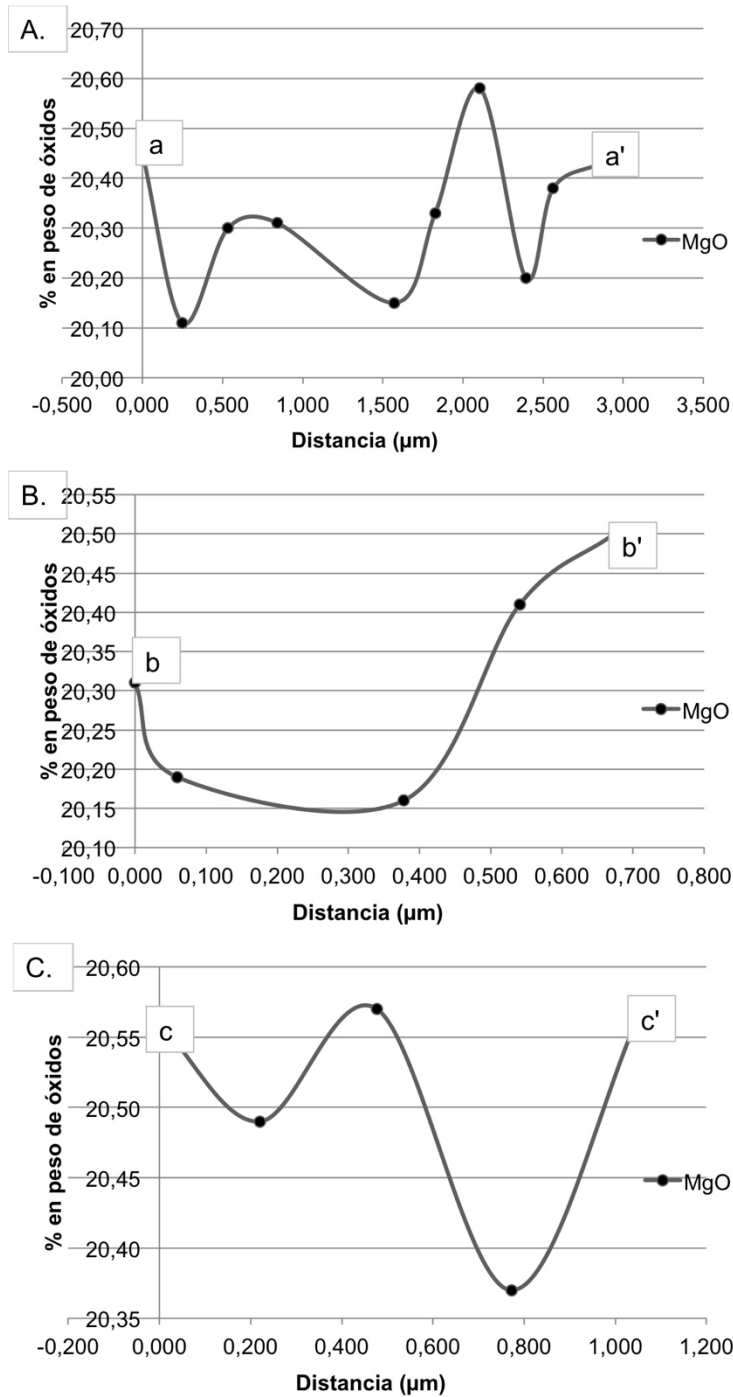 A.
20,70
20,60
20,50
20,40
20,30
20,20
20,10
20,00
% en peso de óxidos
a
a'
MgO
-0,500 0,000 0,500 1,000 1,500 2,000 2,500 3,000 3,500
Distancia (µm)
B.
20,55
20,50
20,45
20,40
20,35
20,30
20,25
20,20
20,15
20,10
% en peso de óxidos
b
b'
MgO
-0,100 0,000 0,100 0,200 0,300 0,400 0,500 0,600 0,700 0,800
Distancia (µm)
C.
20,60
20,55
20,50
20,45
20,40
20,35
% en peso de óxidos
c
c'
MgO
-0,200 0,000 0,200 0,400 0,600 0,800 1,000 1,200
Distancia (µm)